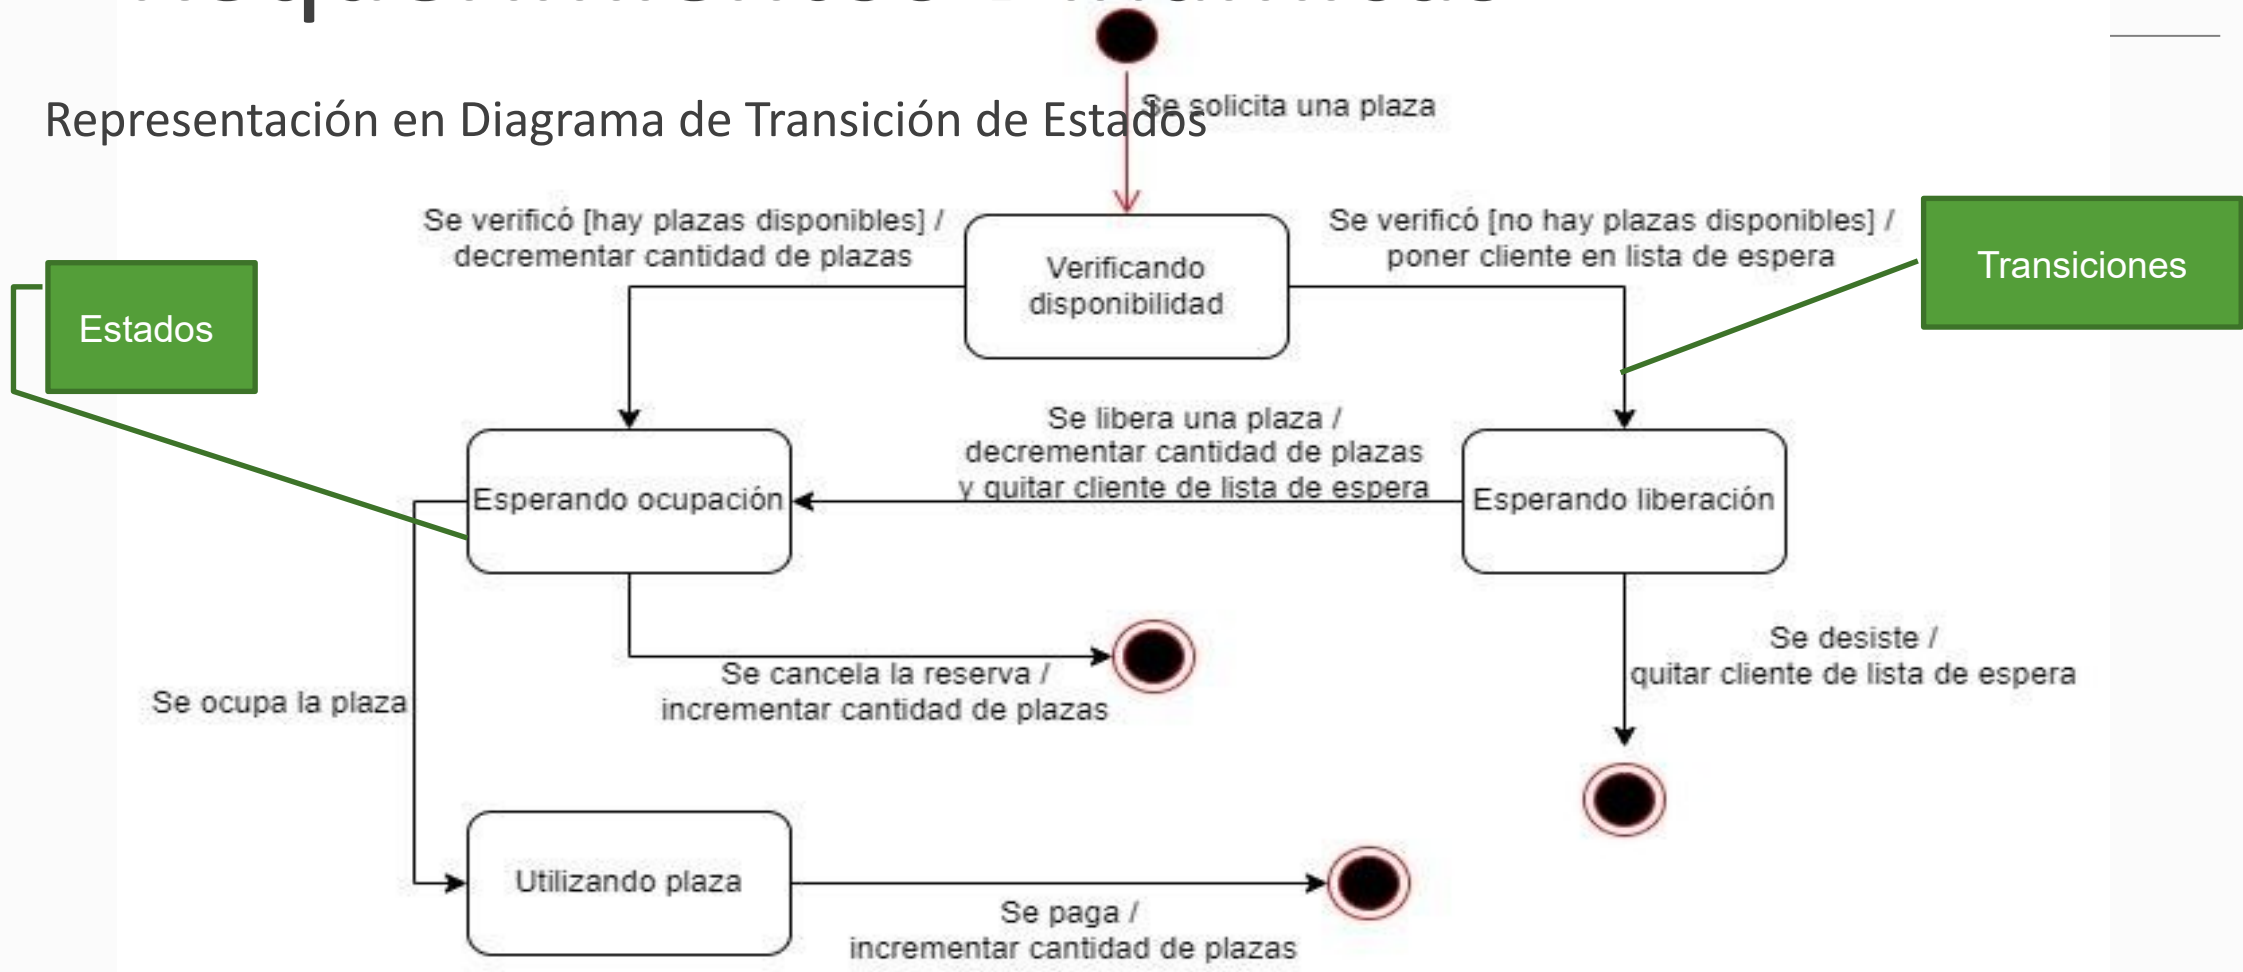 Se solicita una plaza
Representación en Diagrama de Transición de Estados
Se verificó [hay plazas disponibles] /
decrementar cantidad de plazas
Se verificó [no hay plazas disponibles] /
poner cliente en lista de espera
Transiciones
Verificando
disponibilidad
Estados
Se libera una plaza /
decrementar cantidad de plazas
y quitar cliente de lista de espera
Esperando ocupación
Esperando liberación
Se desiste /
quitar cliente de lista de espera
Se cancela la reserva /
incrementar cantidad de plazas
Se ocupa la plaza
Utilizando plaza
Se paga /
incrementar cantidad de plazas